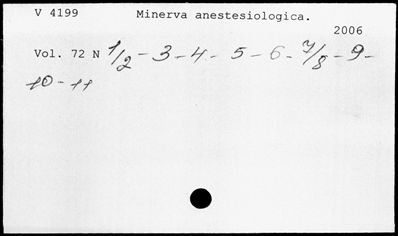 V 4199 Minerva anestesiologica.
2006
Vol. 72 N 1/2 - 3 - 4 - 5 - 6 - 7/8 - 9 -
10 - 11